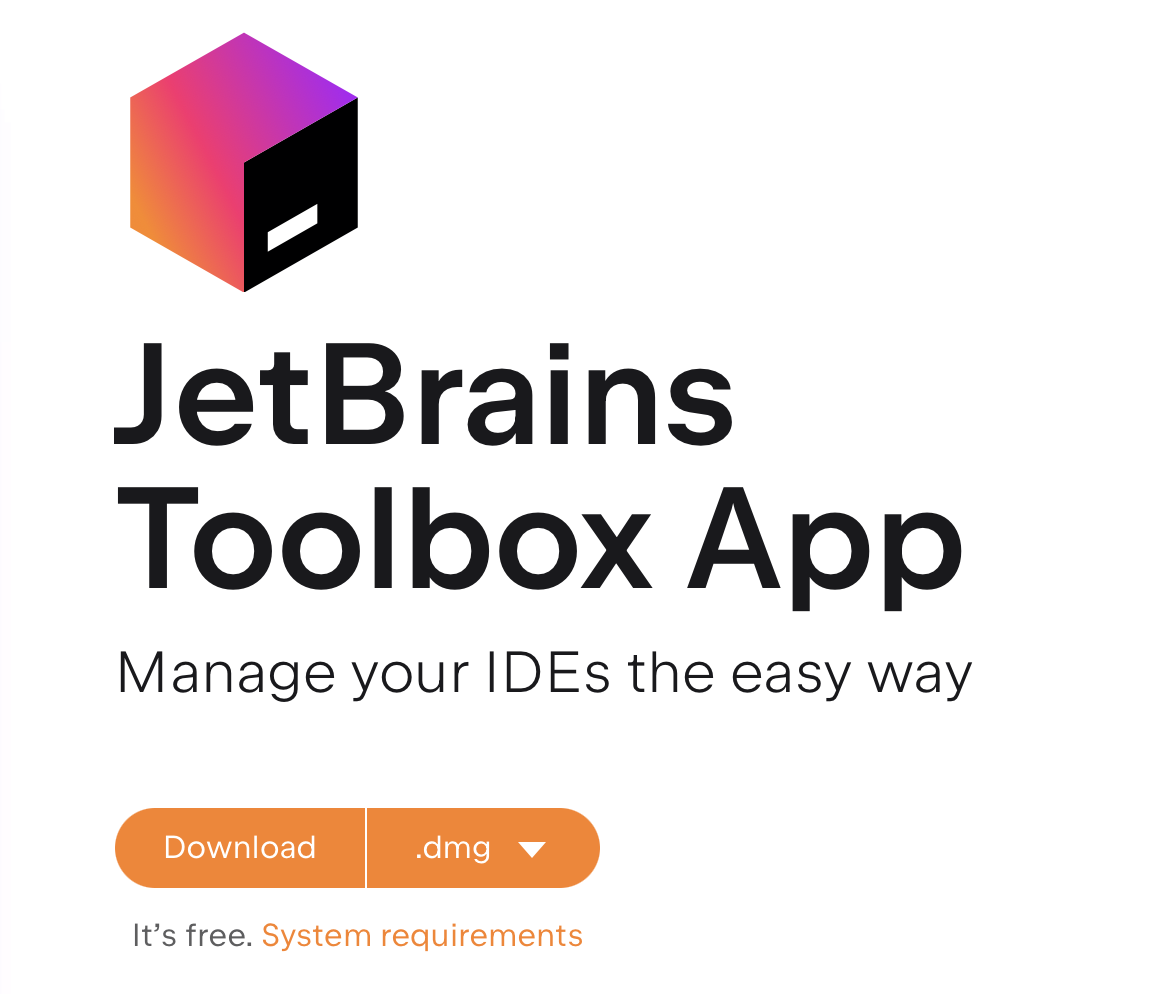 JetBrains
Toolbox App
Manage your IDEs the easy way
Download .dmg
It’s free. System requirements